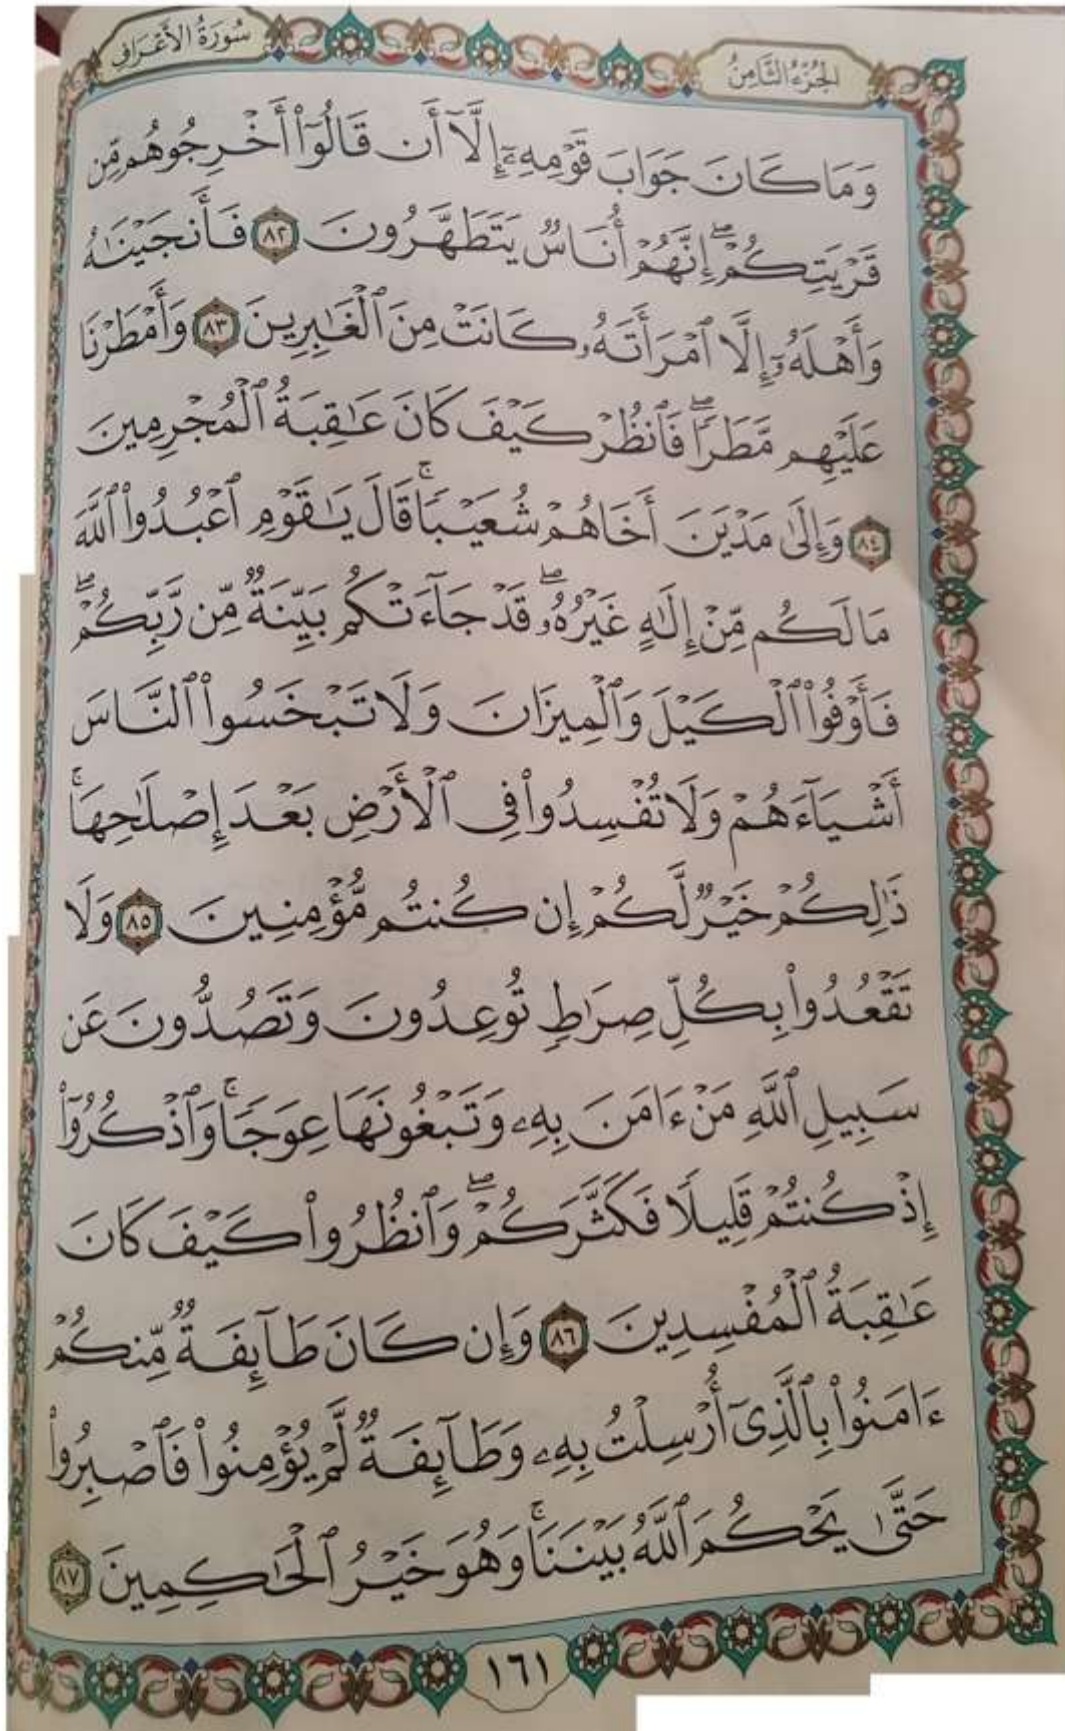 الجُزْءُ الثَّامِنُ
سُورَةُ الأَعْرَافِ
وَمَا كَانَ جَوَابَ قَوْمِهِۦٓ إِلَّآ أَن قَالُوٓا۟ أَخْرِجُوهُم مِّن
قَرْيَتِكُمْ ۖ إِنَّهُمْ أُنَاسٌ يَتَطَهَّرُونَ ٨٢ فَأَنجَيْنَـٰهُ
وَأَهْلَهُۥٓ إِلَّا ٱمْرَأَتَهُۥ كَانَتْ مِنَ ٱلْغَـٰبِرِينَ ٨٣ وَأَمْطَرْنَا
عَلَيْهِم مَّطَرًا ۖ فَٱنظُرْ كَيْفَ كَانَ عَـٰقِبَةُ ٱلْمُجْرِمِينَ
٨٤ وَإِلَىٰ مَدْيَنَ أَخَاهُمْ شُعَيْبًا ۗ قَالَ يَـٰقَوْمِ ٱعْبُدُوا۟ ٱللَّهَ
مَا لَكُم مِّنْ إِلَـٰهٍ غَيْرُهُۥ ۖ قَدْ جَآءَتْكُم بَيِّنَةٌ مِّن رَّبِّكُمْ ۖ
فَأَوْفُوا۟ ٱلْكَيْلَ وَٱلْمِيزَانَ وَلَا تَبْخَسُوا۟ ٱلنَّاسَ
أَشْيَآءَهُمْ وَلَا تُفْسِدُوا۟ فِى ٱلْأَرْضِ بَعْدَ إِصْلَـٰحِهَا ۚ
ذَٰلِكُمْ خَيْرٌ لَّكُمْ إِن كُنتُم مُّؤْمِنِينَ ٨٥ وَلَا
تَقْعُدُوا۟ بِكُلِّ صِرَٰطٍ تُوعِدُونَ وَتَصُدُّونَ عَن
سَبِيلِ ٱللَّهِ مَنْ ءَامَنَ بِهِۦ وَتَبْغُونَهَا عِوَجًا ۚ وَٱذْكُرُوٓا۟
إِذْ كُنتُمْ قَلِيلًا فَكَثَّرَكُمْ ۖ وَٱنظُرُوا۟ كَيْفَ كَانَ
عَـٰقِبَةُ ٱلْمُفْسِدِينَ ٨٦ وَإِن كَانَ طَآئِفَةٌ مِّنكُمْ
ءَامَنُوا۟ بِٱلَّذِىٓ أُرْسِلْتُ بِهِۦ وَطَآئِفَةٌ لَّمْ يُؤْمِنُوا۟ فَٱصْبِرُوا۟
حَتَّىٰ يَحْكُمَ ٱللَّهُ بَيْنَنَا ۚ وَهُوَ خَيْرُ ٱلْحَـٰكِمِينَ ٨٧
١٦١